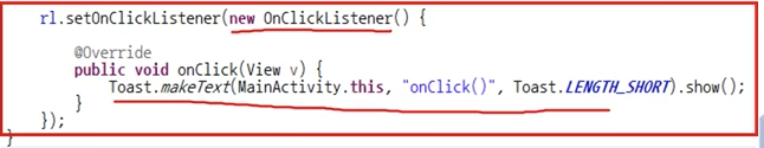 rl.setOnClickListener(new OnClickListener() {
@Override
public void onClick(View v) {
Toast.makeText(MainActivity.this, "onClick()", Toast.LENGTH_SHORT).show();
}
});
}